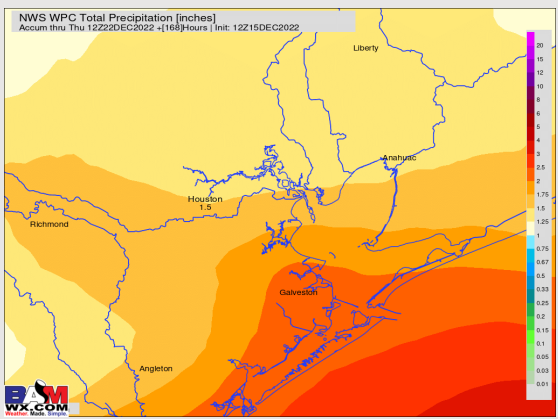 NWS WPC Total Precipitation [inches]
Accum thru Thu 12Z22DEC2022 +[168]Hours | Init: 12Z15DEC2022
Liberty
Anahuac
Houston
1.5
Richmond
Galveston
Angleton
20
15
12
10
8
6
5
4
3
2.5
2
1.75
1.5
1.25
1
0.75
0.67
0.5
0.33
0.25
0.2
0.15
0.1
0.05
0.03
0.01
BAM
WX.COM
Weather. Made. Simple.